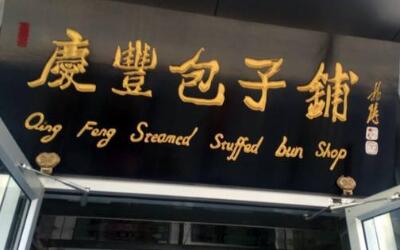 慶豐包子鋪
Qing Feng Steamed Stuffed bun Shop